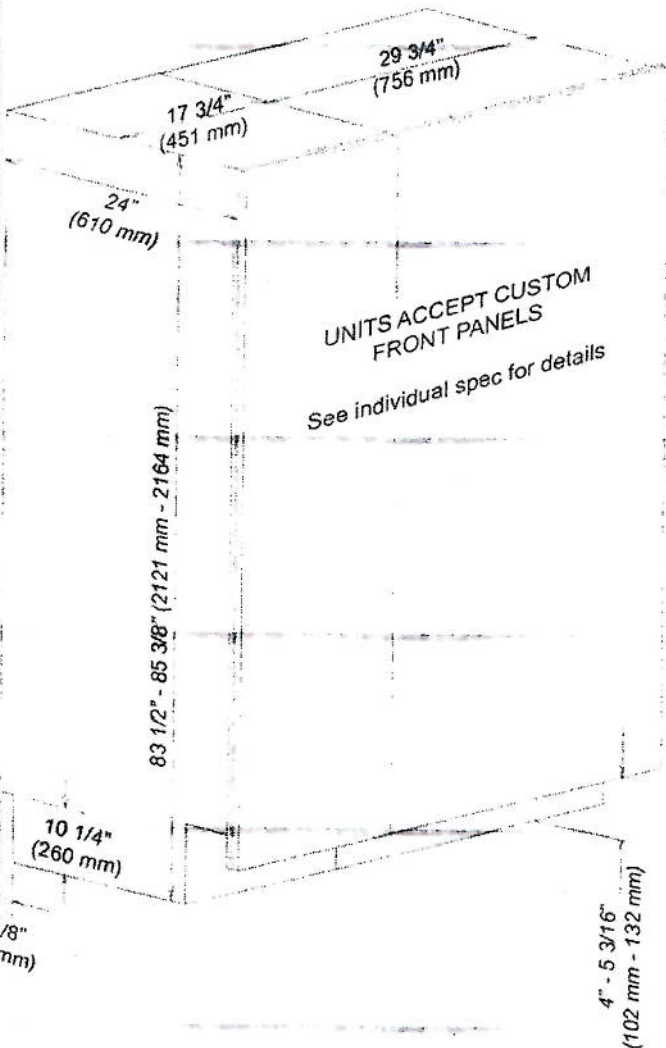 29 3/4"
(756 mm)
17 3/4"
(451 mm)
24"
(610 mm)
UNITS ACCEPT CUSTOM
FRONT PANELS
See individual spec for details
83 1/2" - 85 3/8" (2121 mm - 2164 mm)
10 1/4"
(260 mm)
/8"
mm)
4" - 5 3/16"
(102 mm - 132 mm)